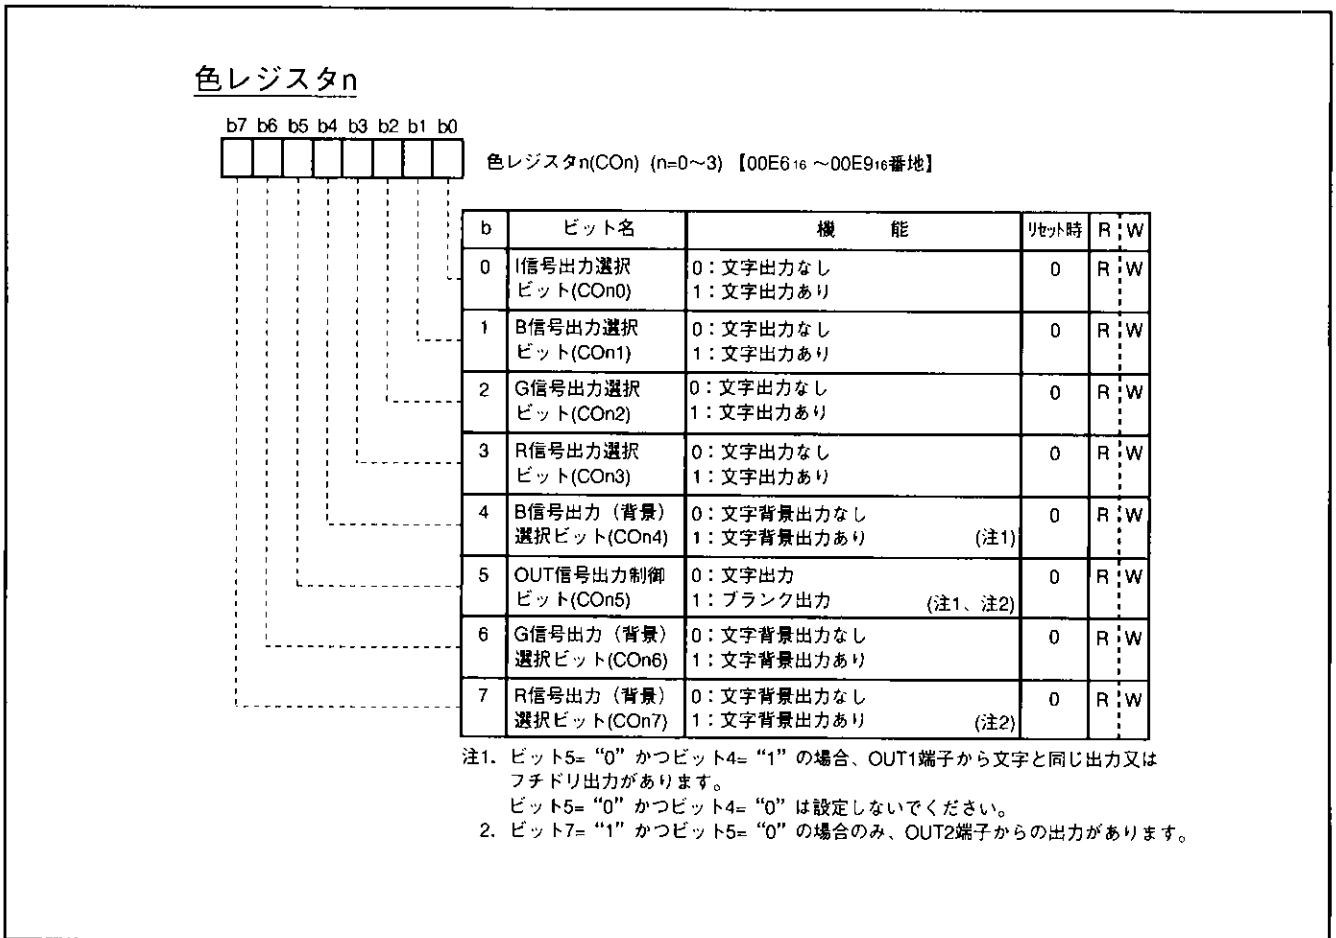 色レジスタn
b7 b6 b5 b4 b3 b2 b1 b0
色レジスタn(COn) (n=0〜3) 【00E6₁₆ 〜00E9₁₆番地】
b ビット名 機 能 リセット時 R W
0 I信号出力選択 0：文字出力なし 0 R W
ビット(COn0) 1：文字出力あり
1 B信号出力選択 0：文字出力なし 0 R W
ビット(COn1) 1：文字出力あり
2 G信号出力選択 0：文字出力なし 0 R W
ビット(COn2) 1：文字出力あり
3 R信号出力選択 0：文字出力なし 0 R W
ビット(COn3) 1：文字出力あり
4 B信号出力（背景） 0：文字背景出力なし 0 R W
選択ビット(COn4) 1：文字背景出力あり (注1)
5 OUT信号出力制御 0：文字出力 0 R W
ビット(COn5) 1：ブランク出力 (注1、注2)
6 G信号出力（背景） 0：文字背景出力なし 0 R W
選択ビット(COn6) 1：文字背景出力あり
7 R信号出力（背景） 0：文字背景出力なし 0 R W
選択ビット(COn7) 1：文字背景出力あり (注2)
注1. ビット5= “0” かつビット4= “1” の場合、OUT1端子から文字と同じ出力又は
フチドリ出力があります。
ビット5= “0” かつビット4= “0” は設定しないでください。
2. ビット7= “1” かつビット5= “0” の場合のみ、OUT2端子からの出力があります。